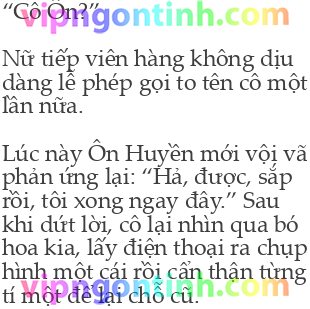 “Cô Ôn?”
vipngontinh.com
Nữ tiếp viên hàng không dịu
dàng lễ phép gọi to tên cô một
lần nữa.
Lúc này Ôn Huyền mới vội vã
phản ứng lại: “Hả, được, sắp
rồi, tôi xong ngay đây.” Sau
khi dứt lời, cô lại nhìn qua bó
hoa kia, lấy điện thoại ra chụp
hình một cái rồi cẩn thận từng
vipngontinh.com
tí một để lại chỗ cũ.